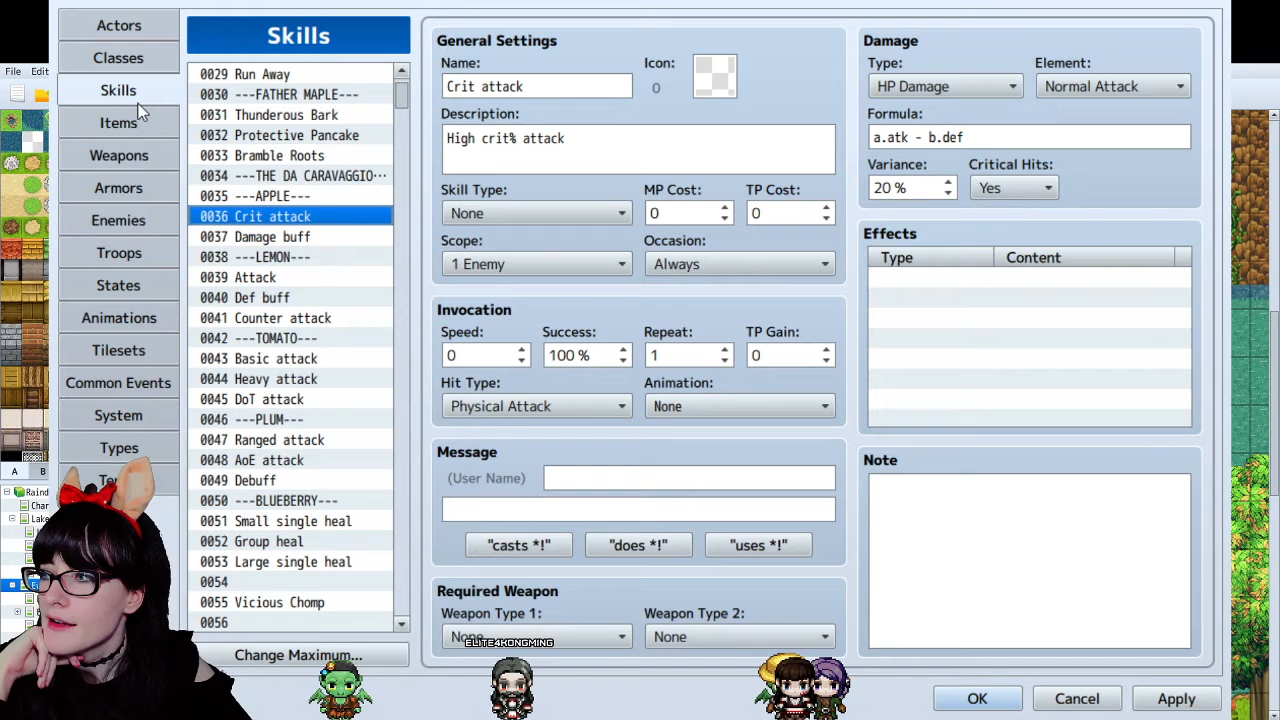 Actors
Classes
Skills
Items
Weapons
Armors
Enemies
Troops
States
Animations
Tilesets
Common Events
System
Types
Te
File Edit
A B
Raind
Char
Lake
E
Skills
0029 Run Away
0030 ---FATHER MAPLE---
0031 Thunderous Bark
0032 Protective Pancake
0033 Bramble Roots
0034 ---THE DA CARAVAGGIO···
0035 ---APPLE---
0036 Crit attack
0037 Damage buff
0038 ---LEMON---
0039 Attack
0040 Def buff
0041 Counter attack
0042 ---TOMATO---
0043 Basic attack
0044 Heavy attack
0045 DoT attack
0046 ---PLUM---
0047 Ranged attack
0048 AoE attack
0049 Debuff
0050 ---BLUEBERRY---
0051 Small single heal
0052 Group heal
0053 Large single heal
0054
0055 Vicious Chomp
0056
Change Maximum...
General Settings
Name: Icon:
Crit attack 0
Description:
High crit% attack
Skill Type: MP Cost: TP Cost:
None 0 0
Scope: Occasion:
1 Enemy Always
Invocation
Speed: Success: Repeat: TP Gain:
0 100 % 1 0
Hit Type: Animation:
Physical Attack None
Message
(User Name)
"casts *!" "does *!" "uses *!"
Required Weapon
Weapon Type 1: Weapon Type 2:
None None
ELITE4KONGMING
Damage
Type: Element:
HP Damage Normal Attack
Formula:
a.atk - b.def
Variance: Critical Hits:
20 % Yes
Effects
Type Content
Note
OK Cancel Apply